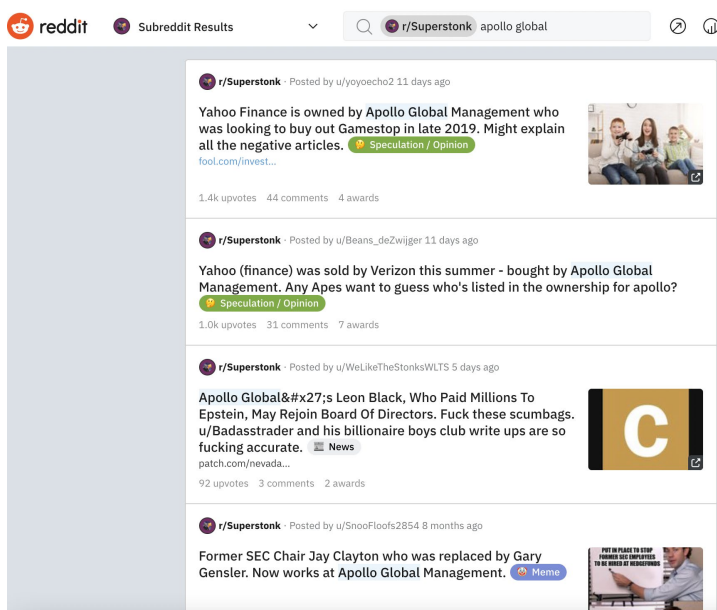 reddit
Subreddit Results
r/Superstonk apollo global
r/Superstonk · Posted by u/yoyoecho2 11 days ago
Yahoo Finance is owned by Apollo Global Management who
was looking to buy out Gamestop in late 2019. Might explain
all the negative articles. 🤔 Speculation / Opinion
fool.com/invest...
1.4k upvotes 44 comments 4 awards
r/Superstonk · Posted by u/Beans_deZwijger 11 days ago
Yahoo (finance) was sold by Verizon this summer - bought by Apollo Global
Management. Any Apes want to guess who's listed in the ownership for apollo?
🤔 Speculation / Opinion
1.0k upvotes 31 comments 7 awards
r/Superstonk · Posted by u/WeLikeTheStonksWLTS 5 days ago
Apollo Global&#x27;s Leon Black, Who Paid Millions To
Epstein, May Rejoin Board Of Directors. Fuck these scumbags.
u/Badasstrader and his billionaire boys club write ups are so
fucking accurate. 📰 News
patch.com/nevada...
C
92 upvotes 3 comments 2 awards
r/Superstonk · Posted by u/SnooFloofs2854 8 months ago
Former SEC Chair Jay Clayton who was replaced by Gary
Gensler. Now works at Apollo Global Management. Meme
PUT IN PLACE TO STOP
FORMER SEC EMPLOYEES
TO BE HIRED AT HEDGEFUNDS